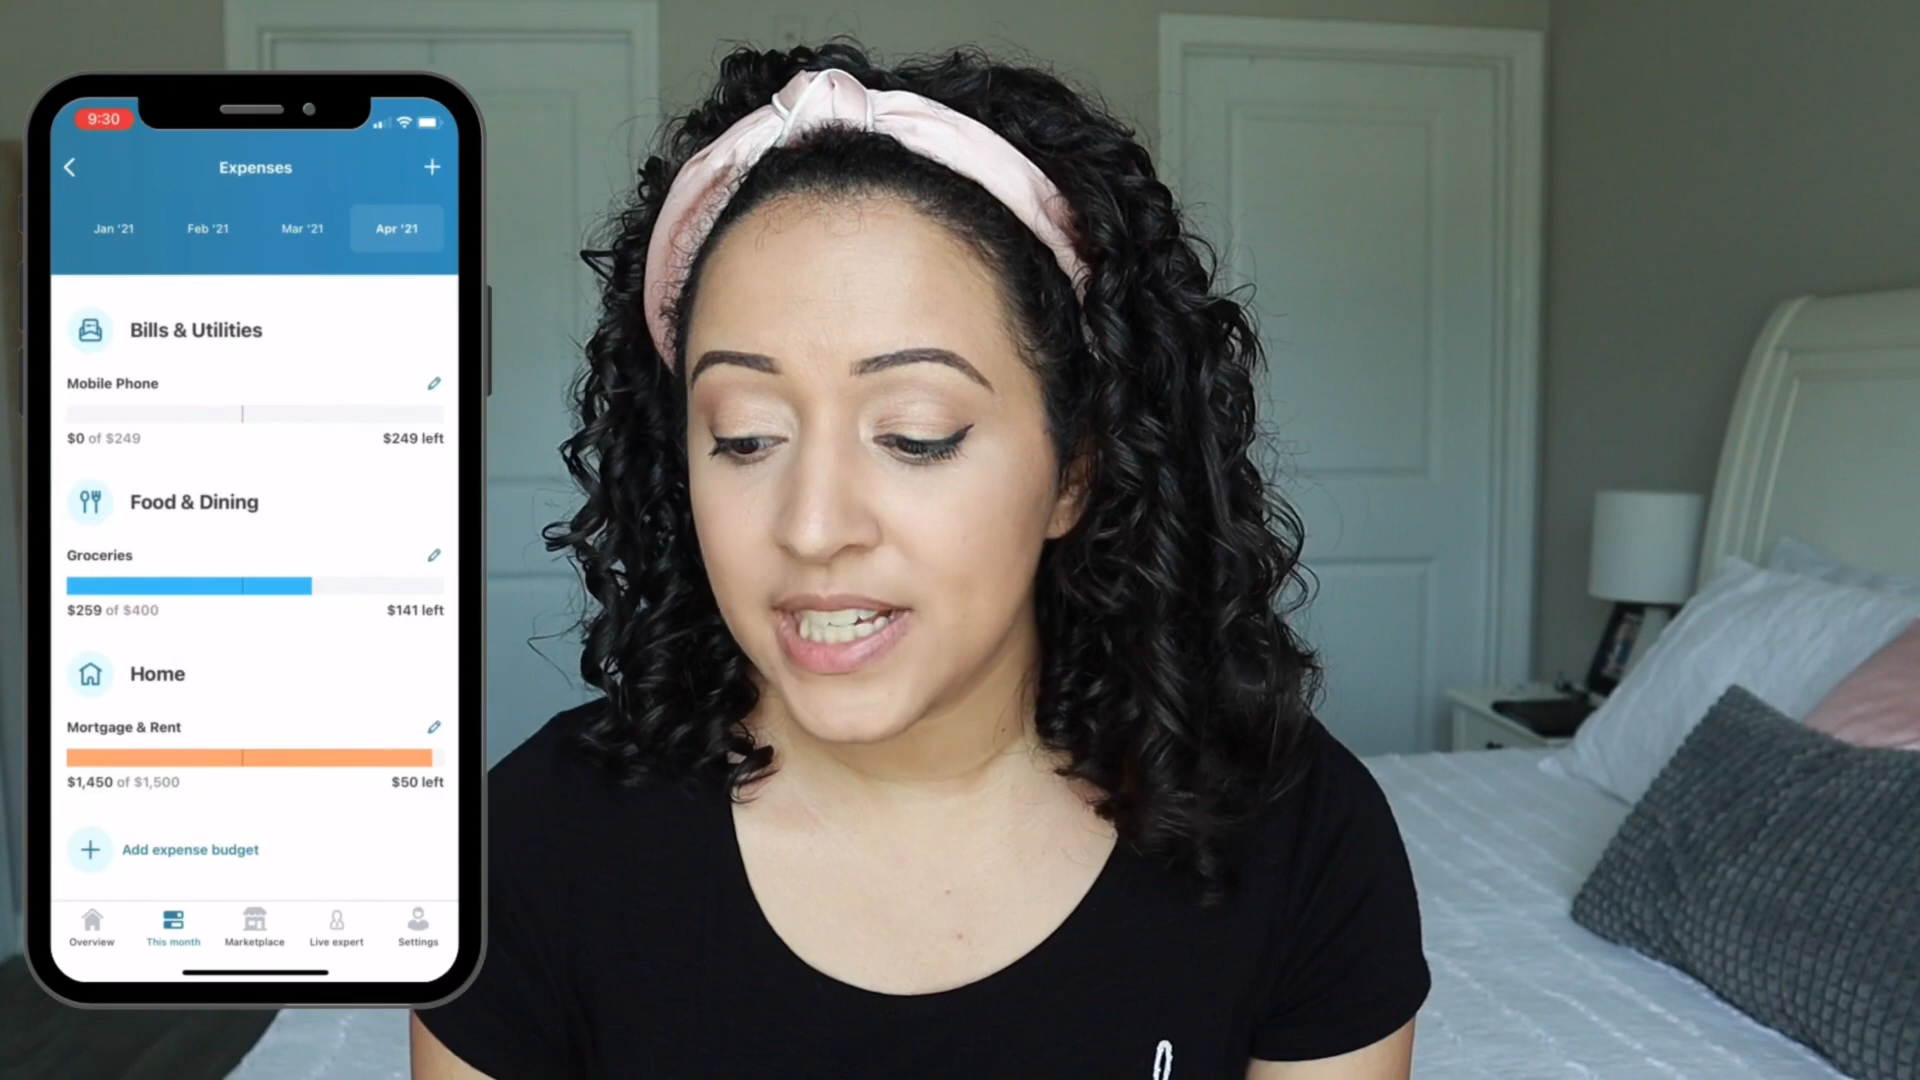 9:30
Expenses
Jan '21 Feb '21 Mar '21 Apr '21
Bills & Utilities
Mobile Phone
$0 of $249 $249 left
Food & Dining
Groceries
$259 of $400 $141 left
Home
Mortgage & Rent
$1,450 of $1,500 $50 left
Add expense budget
Overview This month Marketplace Live expert Settings